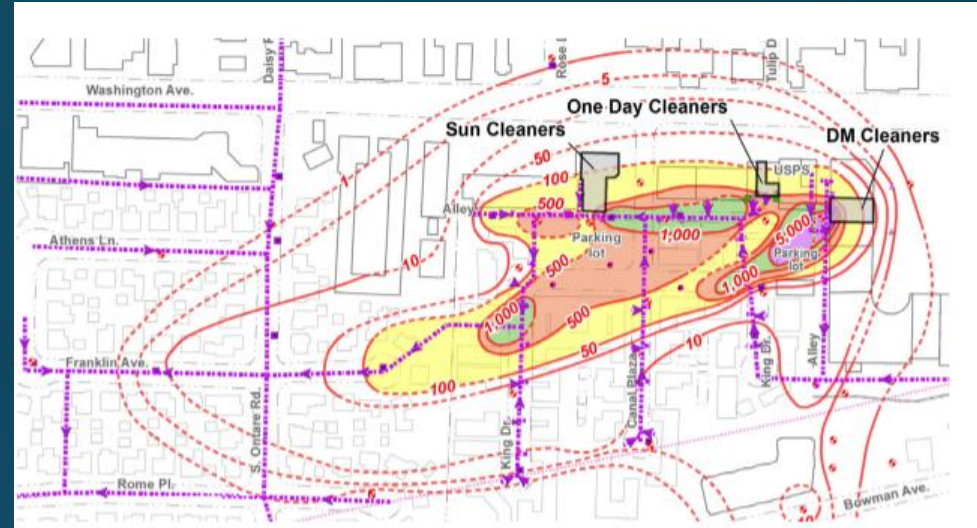 Washington Ave.
Daisy
Rose
Tulip D
5
One Day Cleaners
Sun Cleaners
DM Cleaners
50
100
USPS
1
500
Alley
Athens Ln.
Parking
lot
1,000
5,000
Parking
lot
10
500
1,000
1,000
500
50
10
Franklin Ave.
100
Canal Plaza
King Dr.
Alley
S. Ontare Rd.
King Dr.
Rome Pl.
Bowman Ave.